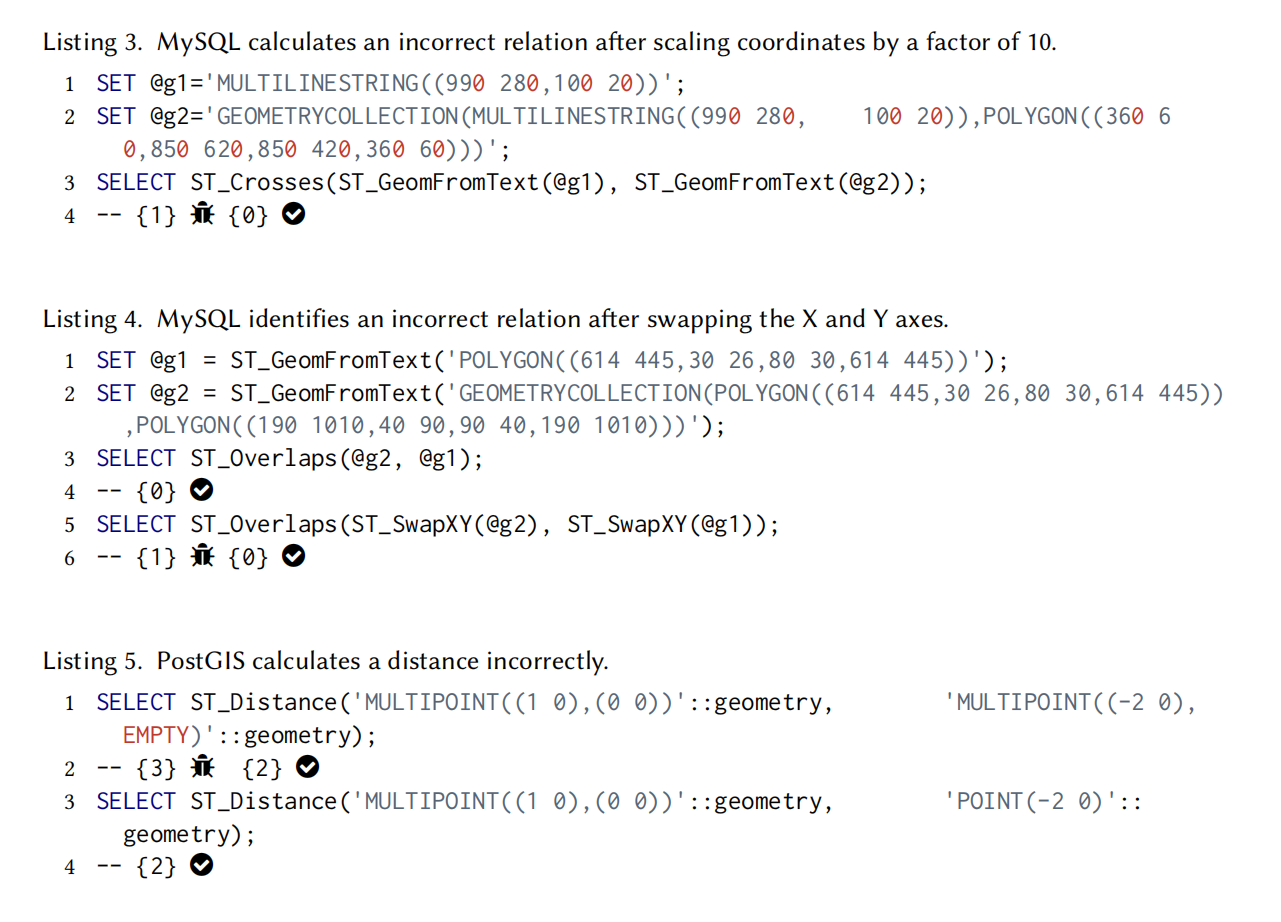 Listing 3. MySQL calculates an incorrect relation after scaling coordinates by a factor of 10.
1 SET @g1='MULTILINESTRING((990 280,100 20))';
2 SET @g2='GEOMETRYCOLLECTION(MULTILINESTRING((990 280, 100 20)),POLYGON((360 6
0,850 620,850 420,360 60)))';
3 SELECT ST_Crosses(ST_GeomFromText(@g1), ST_GeomFromText(@g2));
4 -- {1} {0}
Listing 4. MySQL identifies an incorrect relation after swapping the X and Y axes.
1 SET @g1 = ST_GeomFromText('POLYGON((614 445,30 26,80 30,614 445))');
2 SET @g2 = ST_GeomFromText('GEOMETRYCOLLECTION(POLYGON((614 445,30 26,80 30,614 445))
,POLYGON((190 1010,40 90,90 40,190 1010)))');
3 SELECT ST_Overlaps(@g2, @g1);
4 -- {0}
5 SELECT ST_Overlaps(ST_SwapXY(@g2), ST_SwapXY(@g1));
6 -- {1} {0}
Listing 5. PostGIS calculates a distance incorrectly.
1 SELECT ST_Distance('MULTIPOINT((1 0),(0 0))'::geometry, 'MULTIPOINT((-2 0),
EMPTY)'::geometry);
2 -- {3} {2}
3 SELECT ST_Distance('MULTIPOINT((1 0),(0 0))'::geometry, 'POINT(-2 0)'::
geometry);
4 -- {2}